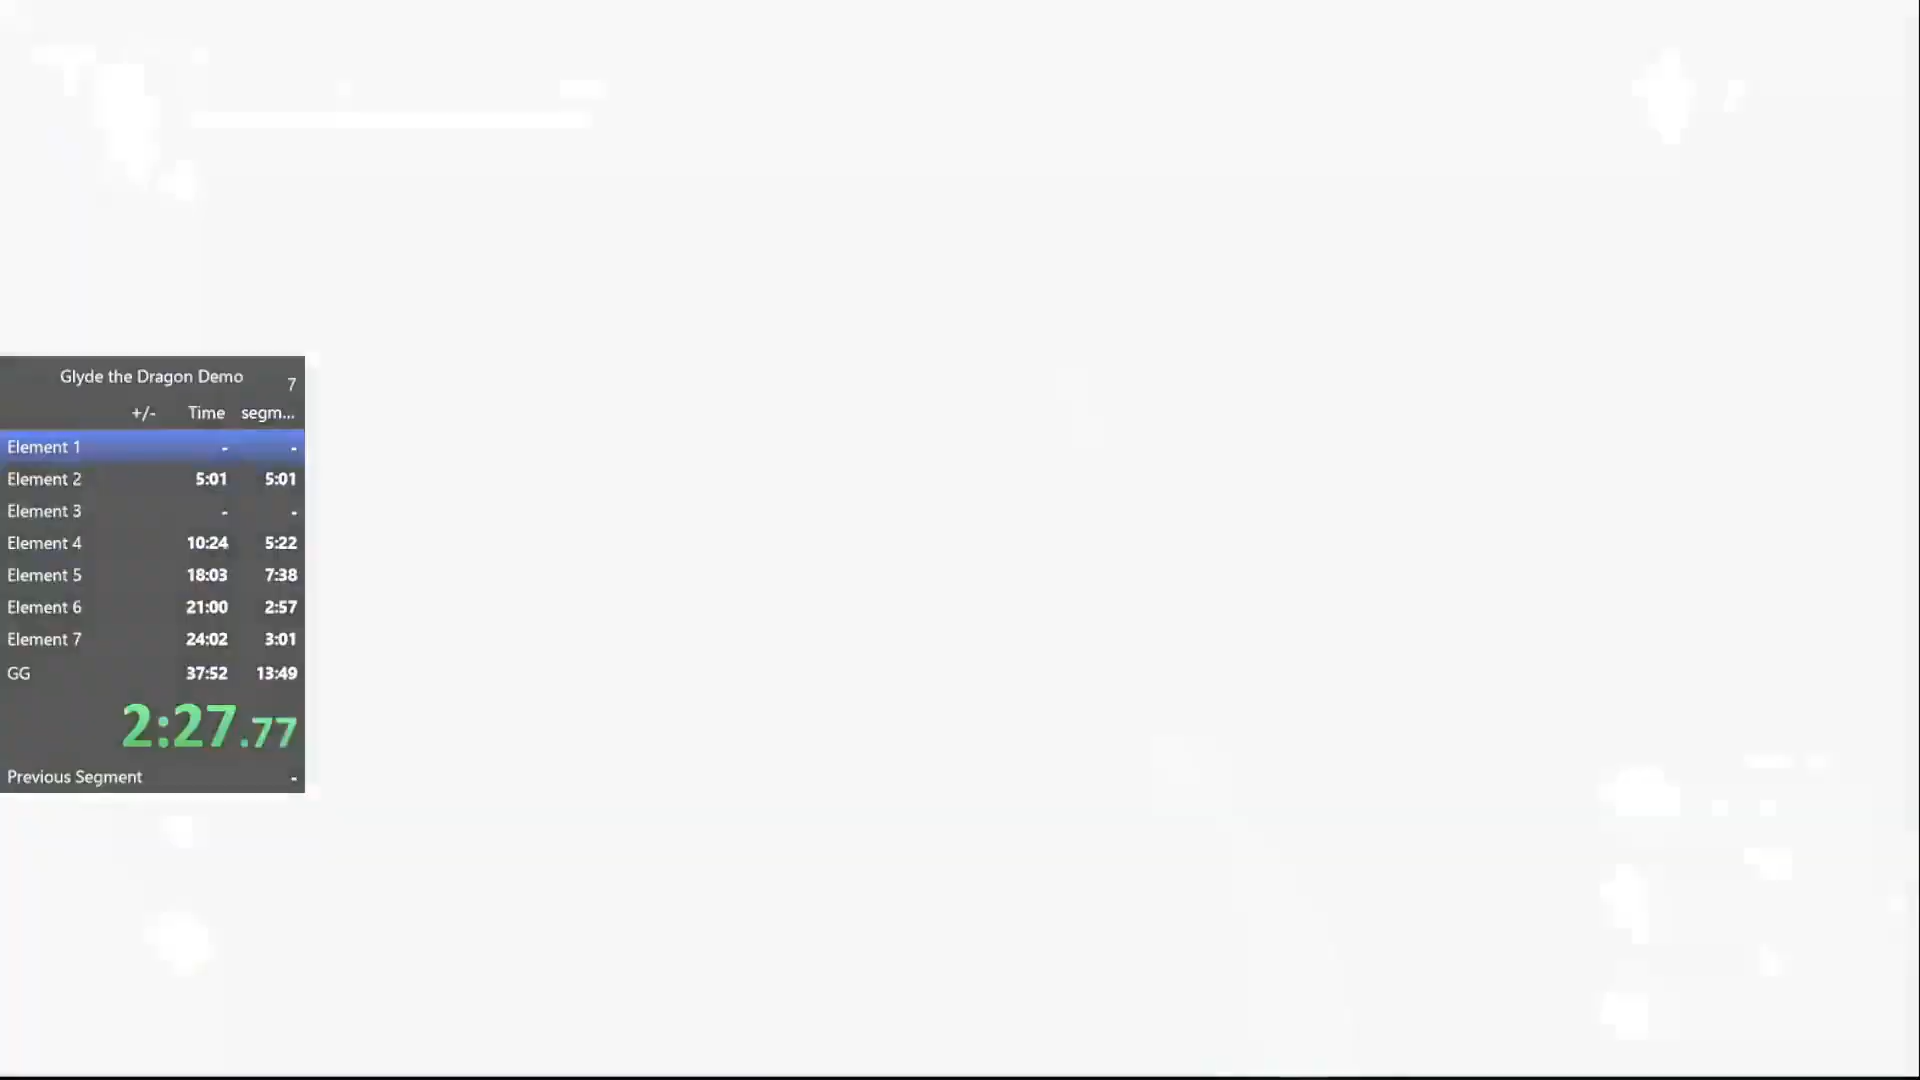 Glyde the Dragon Demo
7
+/- Time segm...
Element 1 - -
Element 2 5:01 5:01
Element 3 - -
Element 4 10:24 5:22
Element 5 18:03 7:38
Element 6 21:00 2:57
Element 7 24:02 3:01
GG 37:52 13:49
2:27.77
Previous Segment -